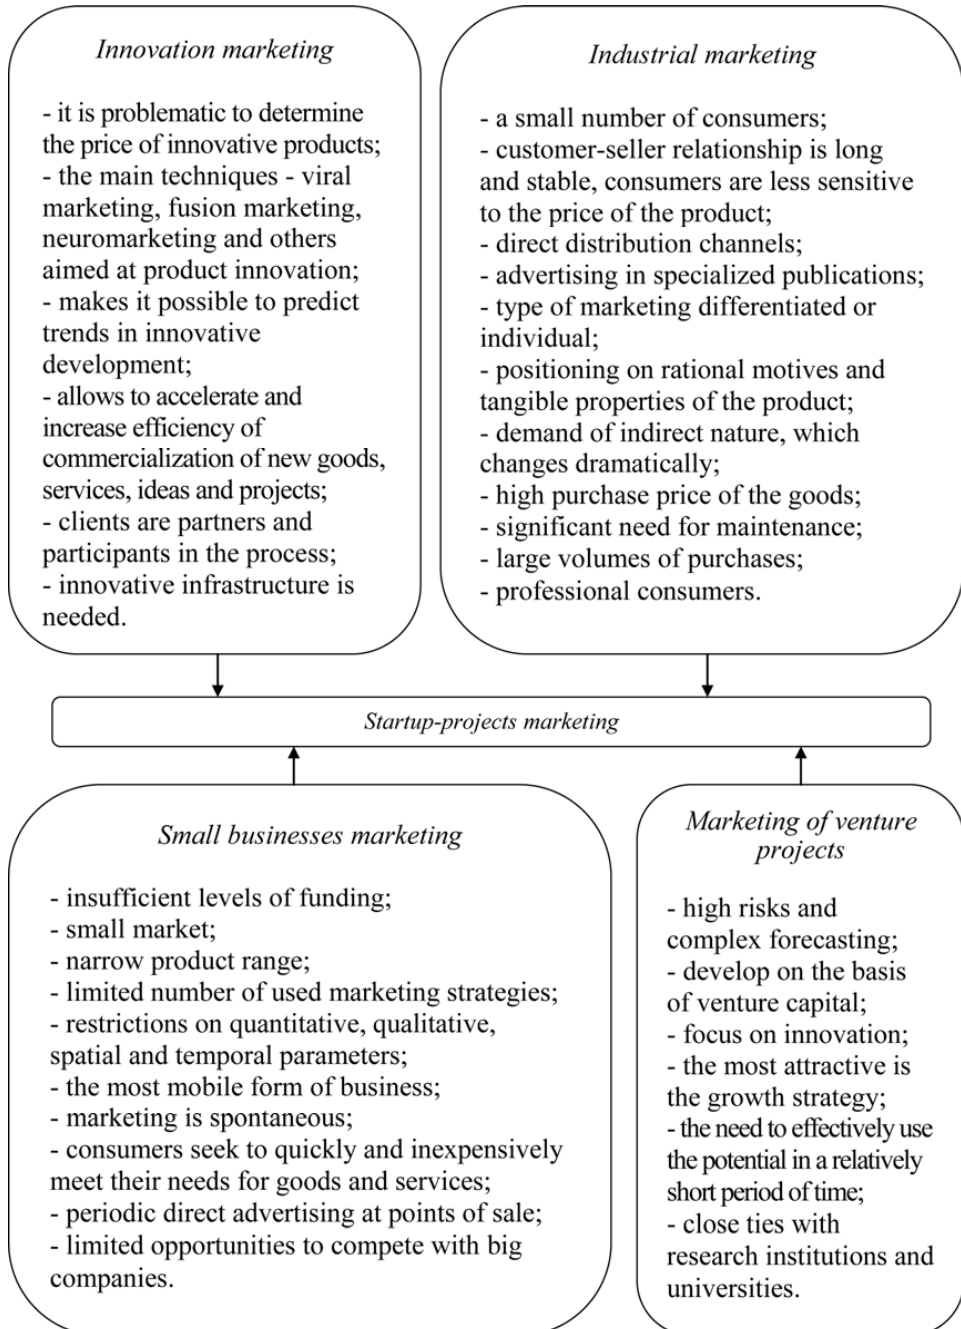 Innovation marketing
- it is problematic to determine
the price of innovative products;
- the main techniques - viral
marketing, fusion marketing,
neuromarketing and others
aimed at product innovation;
- makes it possible to predict
trends in innovative
development;
- allows to accelerate and
increase efficiency of
commercialization of new goods,
services, ideas and projects;
- clients are partners and
participants in the process;
- innovative infrastructure is
needed.
Industrial marketing
- a small number of consumers;
- customer-seller relationship is long
and stable, consumers are less sensitive
to the price of the product;
- direct distribution channels;
- advertising in specialized publications;
- type of marketing differentiated or
individual;
- positioning on rational motives and
tangible properties of the product;
- demand of indirect nature, which
changes dramatically;
- high purchase price of the goods;
- significant need for maintenance;
- large volumes of purchases;
- professional consumers.
Startup-projects marketing
Small businesses marketing
- insufficient levels of funding;
- small market;
- narrow product range;
- limited number of used marketing strategies;
- restrictions on quantitative, qualitative,
spatial and temporal parameters;
- the most mobile form of business;
- marketing is spontaneous;
- consumers seek to quickly and inexpensively
meet their needs for goods and services;
- periodic direct advertising at points of sale;
- limited opportunities to compete with big
companies.
Marketing of venture
projects
- high risks and
complex forecasting;
- develop on the basis
of venture capital;
- focus on innovation;
- the most attractive is
the growth strategy;
- the need to effectively use
the potential in a relatively
short period of time;
- close ties with
research institutions and
universities.